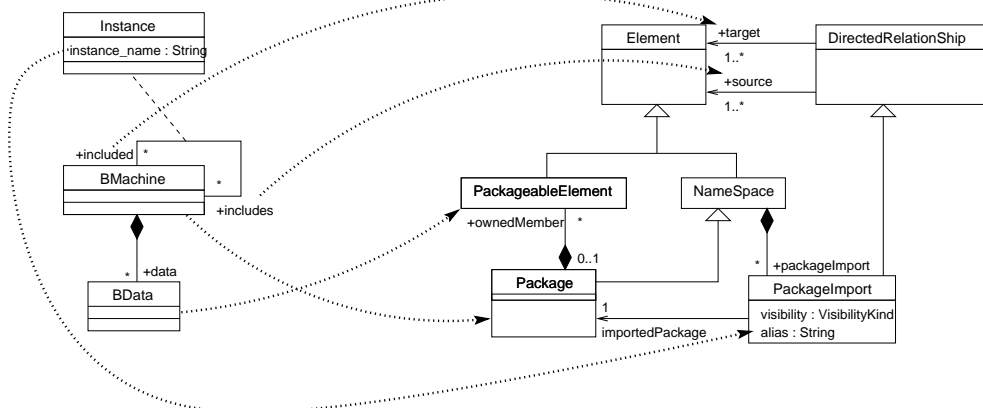 Instance
instance_name : String
+included
*
*
BMachine
+includes
*
+data
BData
Element
+target
1..*
+source
1..*
DirectedRelationShip
PackageableElement
NameSpace
+ownedMember
*
0..1
*
+packageImport
Package
1
importedPackage
PackageImport
visibility : VisibilityKind
alias : String